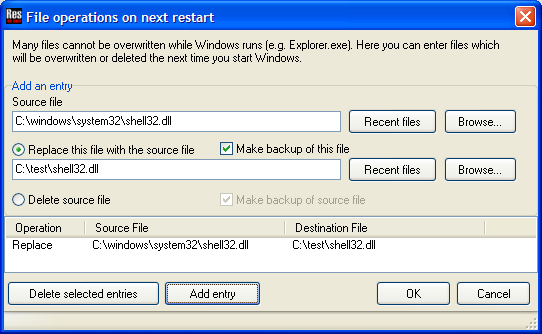 Res
File operations on next restart
Many files cannot be overwritten while Windows runs (e.g. Explorer.exe). Here you can enter files which
will be overwritten or deleted the next time you start Windows.
Add an entry
Source file
C:\windows\system32\shell32.dll
Recent files
Browse...
Replace this file with the source file
Make backup of this file
C:\test\shell32.dll
Recent files
Browse...
Delete source file
Make backup of source file
Operation Source File Destination File
Replace C:\windows\system32\shell32.dll C:\test\shell32.dll
Delete selected entries
Add entry
OK
Cancel